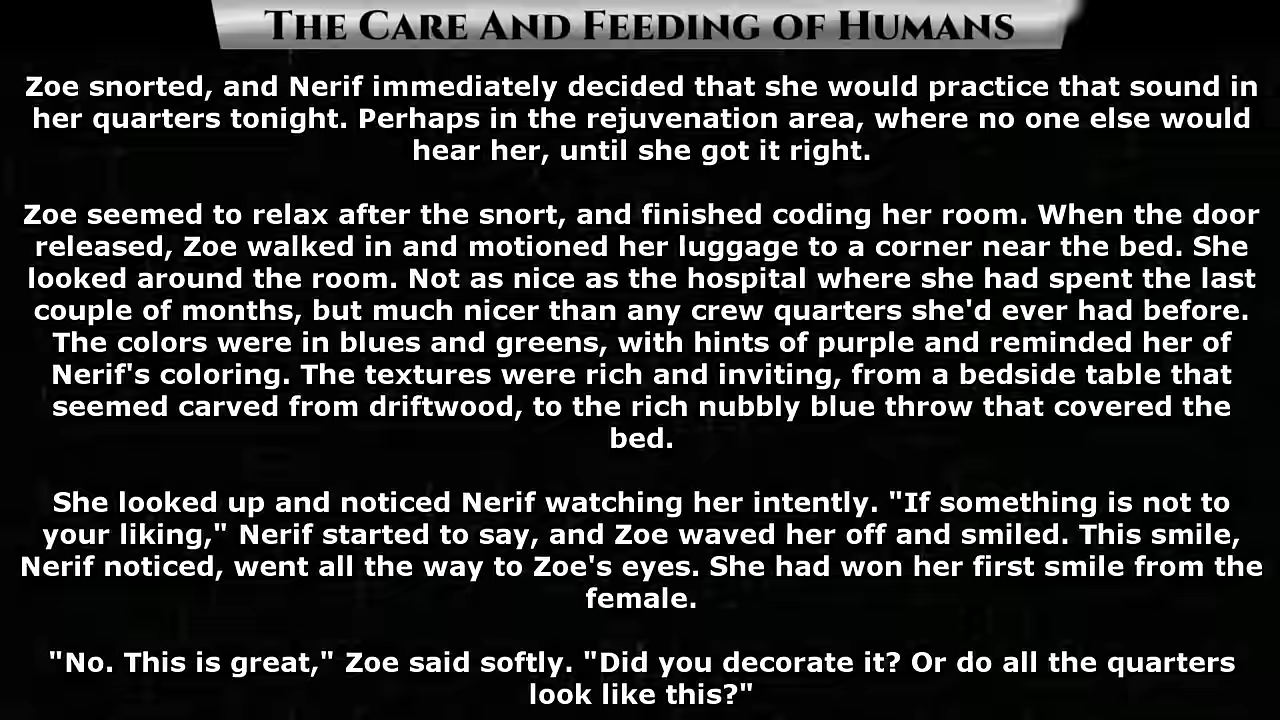 The Care And Feeding of Humans
Zoe snorted, and Nerif immediately decided that she would practice that sound in
her quarters tonight. Perhaps in the rejuvenation area, where no one else would
hear her, until she got it right.
Zoe seemed to relax after the snort, and finished coding her room. When the door
released, Zoe walked in and motioned her luggage to a corner near the bed. She
looked around the room. Not as nice as the hospital where she had spent the last
couple of months, but much nicer than any crew quarters she'd ever had before.
The colors were in blues and greens, with hints of purple and reminded her of
Nerif's coloring. The textures were rich and inviting, from a bedside table that
seemed carved from driftwood, to the rich nubbly blue throw that covered the
bed.
She looked up and noticed Nerif watching her intently. "If something is not to
your liking," Nerif started to say, and Zoe waved her off and smiled. This smile,
Nerif noticed, went all the way to Zoe's eyes. She had won her first smile from the
female.
"No. This is great," Zoe said softly. "Did you decorate it? Or do all the quarters
look like this?"